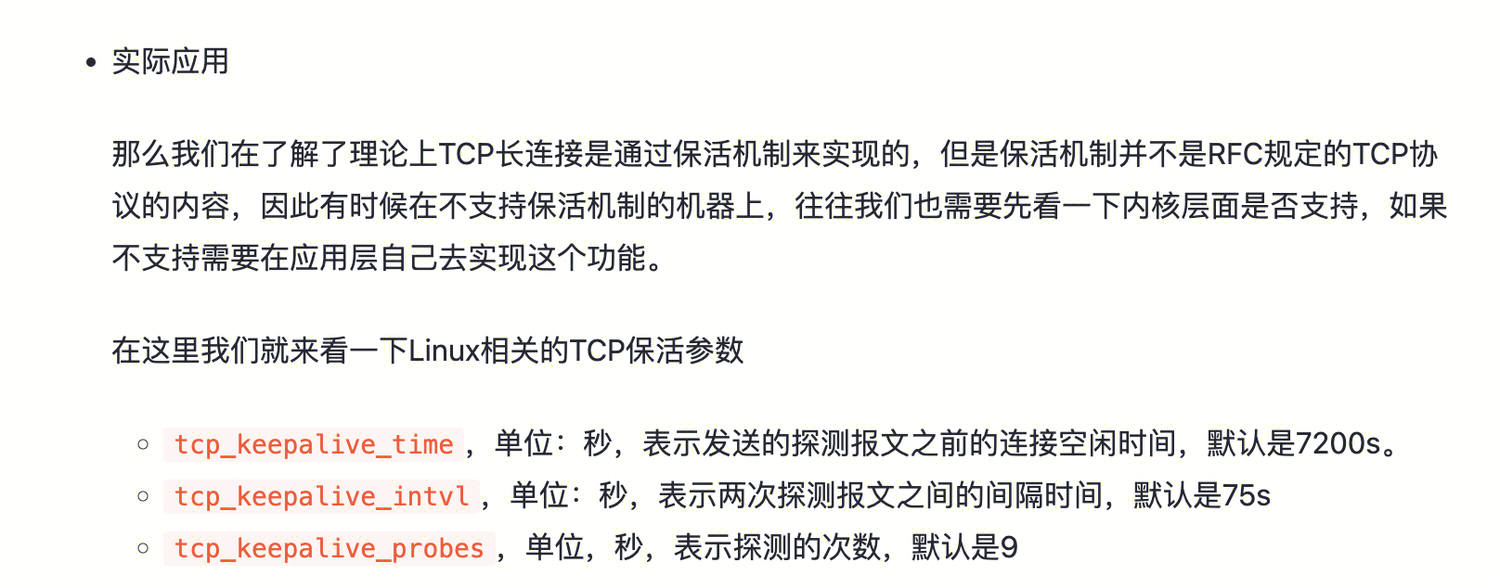 实际应用
那么我们在了解了理论上TCP长连接是通过保活机制来实现的，但是保活机制并不是RFC规定的TCP协
议的内容，因此有时候在不支持保活机制的机器上，往往我们也需要先看一下内核层面是否支持，如果
不支持需要在应用层自己去实现这个功能。
在这里我们就来看一下Linux相关的TCP保活参数
tcp_keepalive_time，单位：秒，表示发送的探测报文之前的连接空闲时间，默认是7200s。
tcp_keepalive_intvl，单位：秒，表示两次探测报文之间的间隔时间，默认是75s
tcp_keepalive_probes，单位，秒，表示探测的次数，默认是9